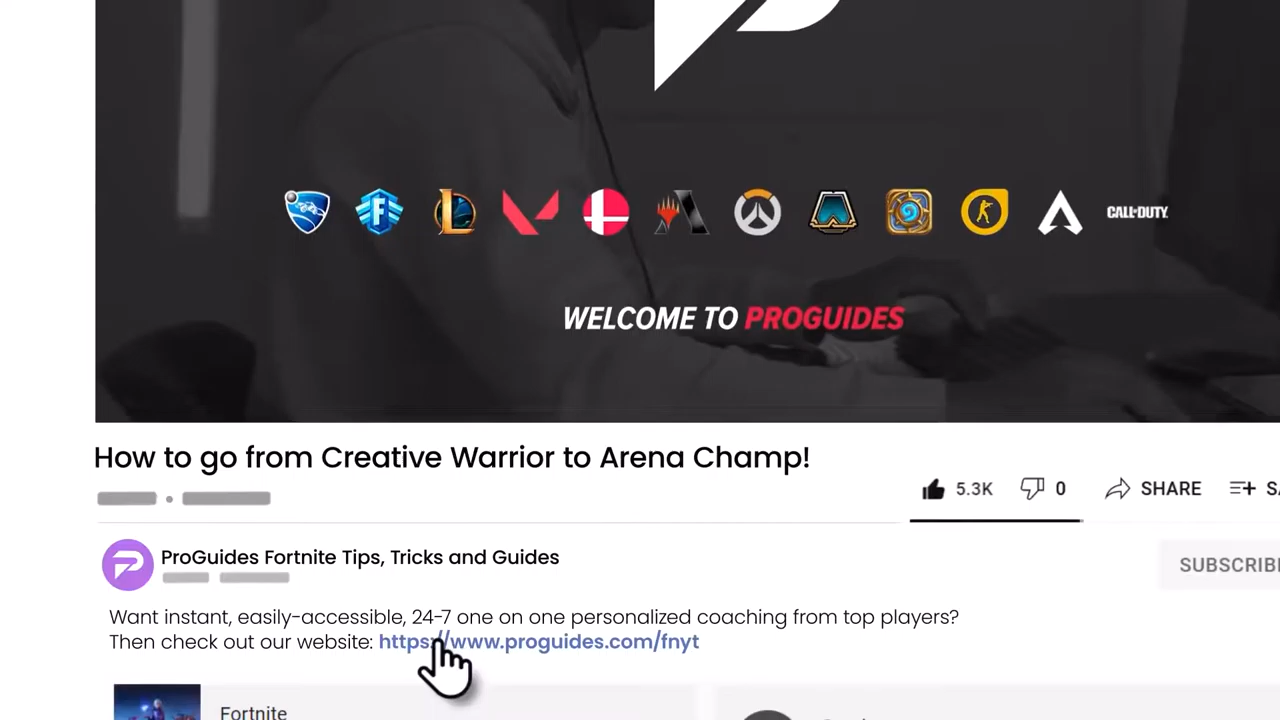 CALL OF DUTY
WELCOME TO PROGUIDES
How to go from Creative Warrior to Arena Champ!
5.3K 0 SHARE
ProGuides Fortnite Tips, Tricks and Guides
SUBSCRIBE
Want instant, easily-accessible, 24-7 one on one personalized coaching from top players?
Then check out our website: https://www.proguides.com/fnyt
Fortnite